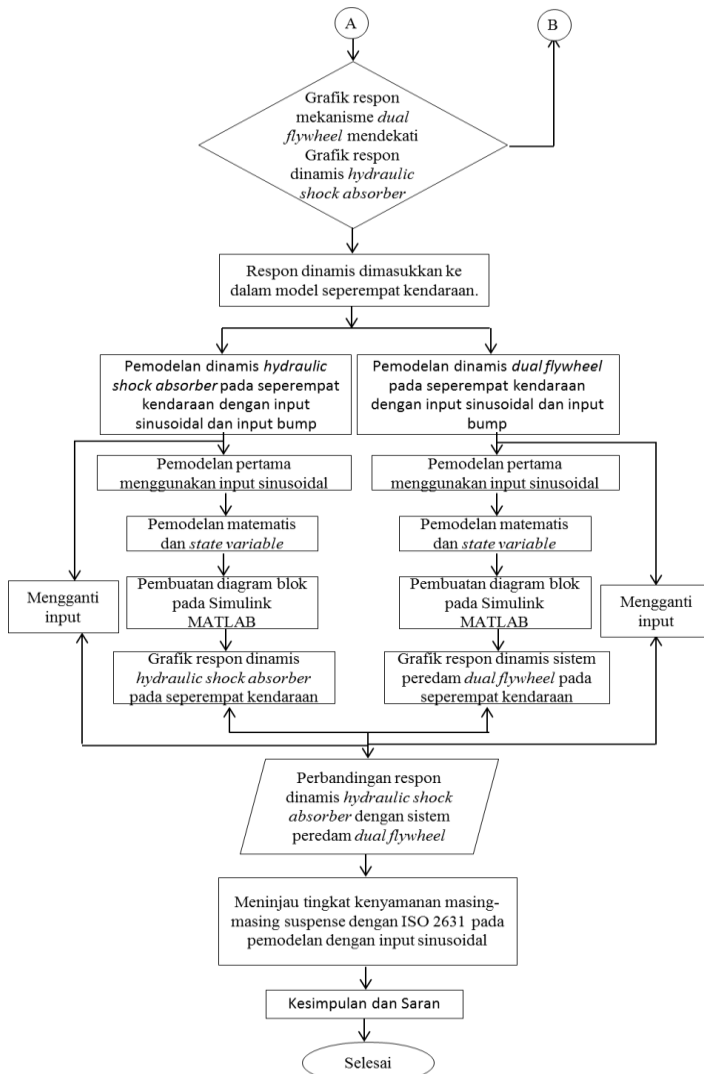 A
B
Grafik respon
mekanisme dual
flywheel mendekati
Grafik respon
dinamis hydraulic
shock absorber
Respon dinamis dimasukkan ke
dalam model seperempat kendaraan.
Pemodelan dinamis hydraulic
shock absorber pada seperempat
kendaraan dengan input
sinusoidal dan input bump
Pemodelan dinamis dual flywheel
pada seperempat kendaraan
dengan input sinusoidal dan input
bump
Pemodelan pertama
menggunakan input sinusoidal
Pemodelan pertama
menggunakan input sinusoidal
Pemodelan matematis
dan state variable
Pemodelan matematis
dan state variable
Mengganti
input
Pembuatan diagram blok
pada Simulink
MATLAB
Pembuatan diagram blok
pada Simulink
MATLAB
Mengganti
input
Grafik respon dinamis
hydraulic shock absorber
pada seperempat kendaraan
Grafik respon dinamis sistem
peredam dual flywheel pada
seperempat kendaraan
Perbandingan respon
dinamis hydraulic shock
absorber dengan sistem
peredam dual flywheel
Meninjau tingkat kenyamanan masing-
masing suspense dengan ISO 2631 pada
pemodelan dengan input sinusoidal
Kesimpulan dan Saran
Selesai